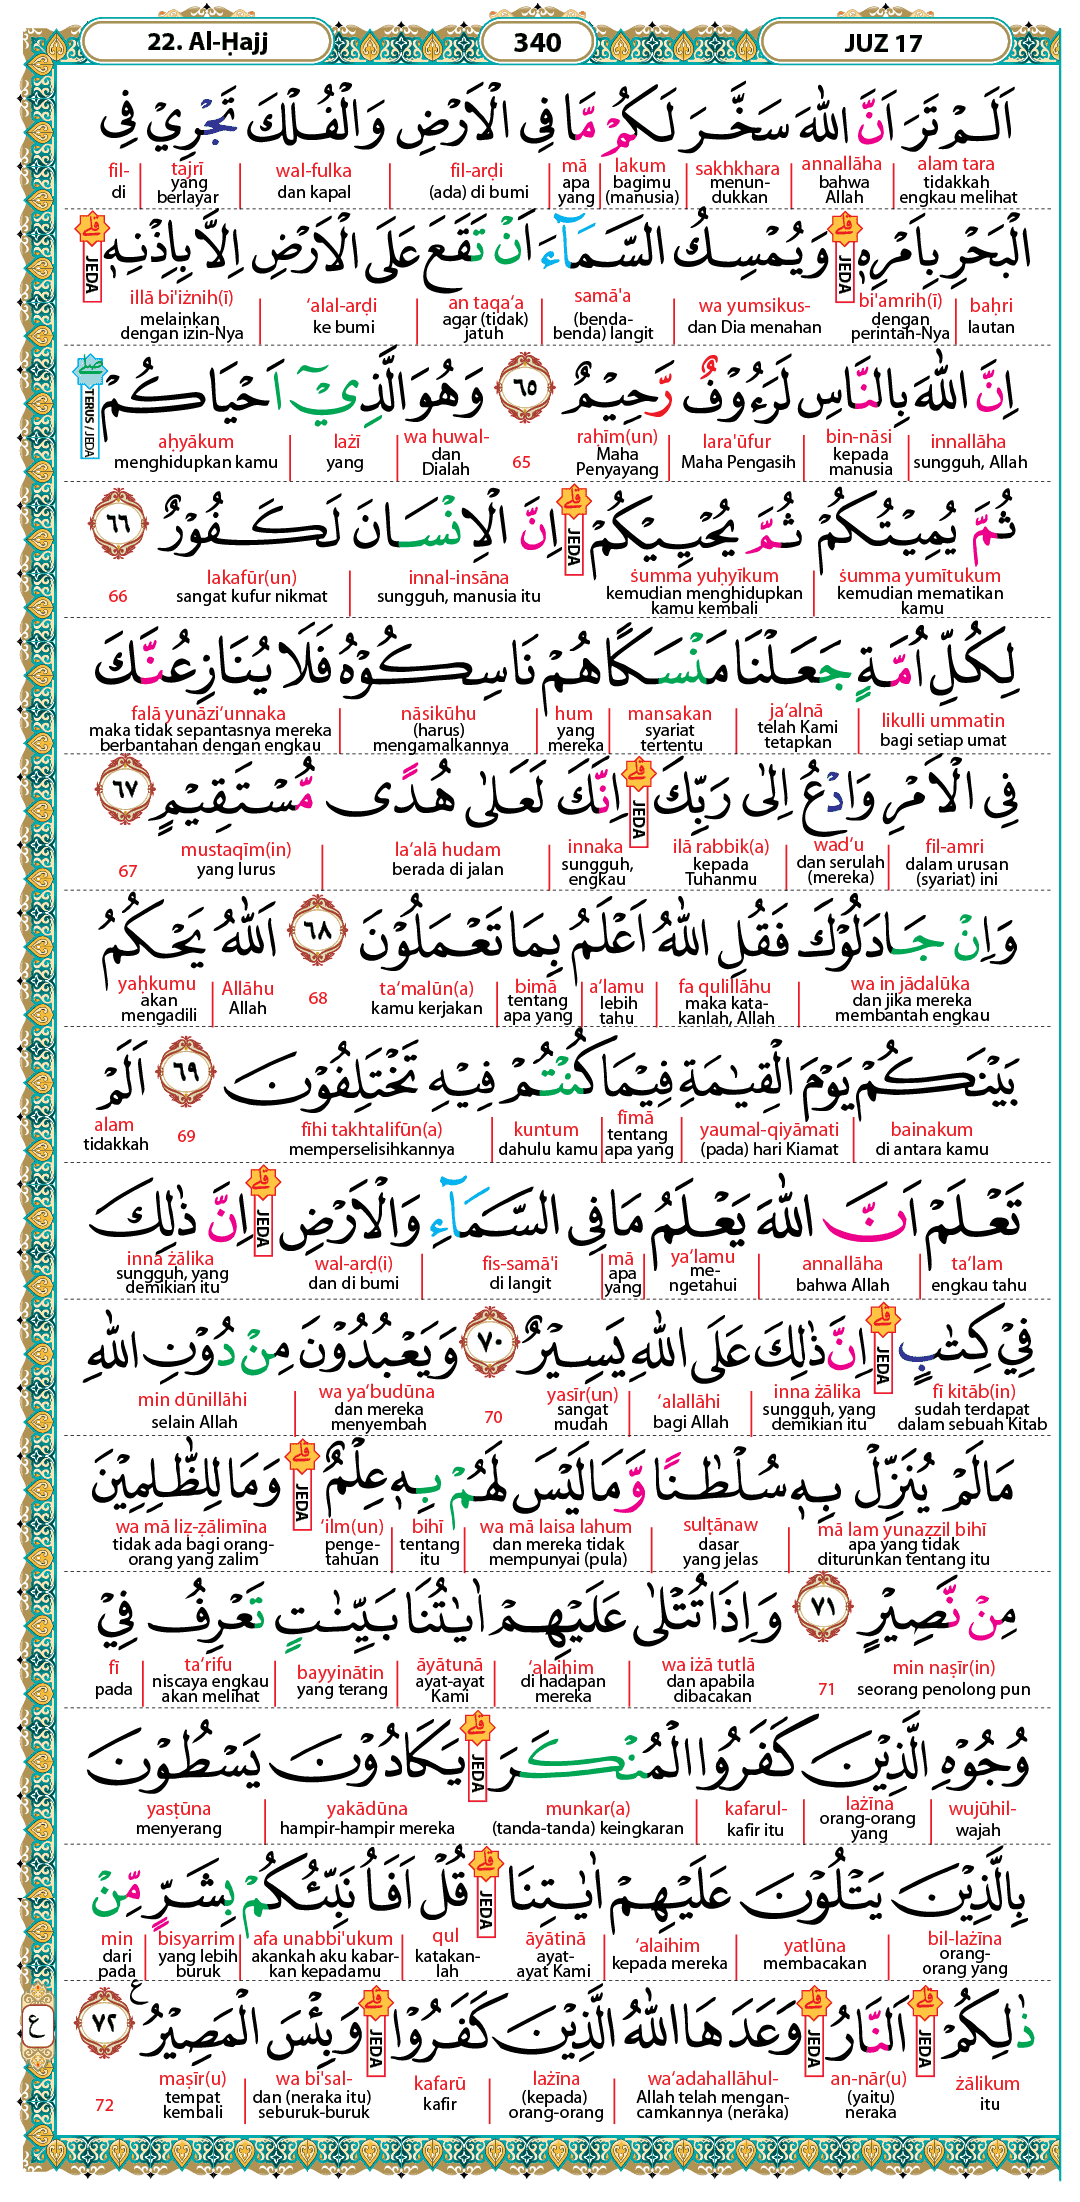 22. Al-Ḥajj
340
JUZ 17
اَلَمْ تَرَ اَنَّ اللّٰهَ سَخَّرَ لَكُمْ مَّا فِى الْاَرْضِ وَالْفُلْكَ تَجْرِيْ فِى
alam tara annallāha sakhkhara lakum mā fil-arḍi wal-fulka tajrī fil-
tidakkah engkau melihat bahwa Allah menun-dukkan bagimu (manusia) apa yang (ada) di bumi dan kapal yang berlayar di
الْبَحْرِ بِاَمْرِهٖ ۗ وَيُمْسِكُ السَّمَاۤءَ اَنْ تَقَعَ عَلَى الْاَرْضِ اِلَّا بِاِذْنِهٖ ۗ
JEDA JEDA
baḥri bi'amrih(ī) wa yumsikus- samā'a an taqa‘a ‘alal-arḍi illā bi'iżnih(ī)
lautan dengan perintah-Nya dan Dia menahan (benda-benda) langit agar (tidak) jatuh ke bumi melainkan dengan izin-Nya
اِنَّ اللّٰهَ بِالنَّاسِ لَرَءُوْفٌ رَّحِيْمٌ ٦٥ وَهُوَ الَّذِيْٓ اَحْيَاكُمْ ۖ
TERUS / JEDA
innallāha bin-nāsi lara'ūfur raḥīm(un) 65 wa huwal- lażī aḥyākum
sungguh, Allah kepada manusia Maha Pengasih Maha Penyayang dan Dialah yang menghidupkan kamu
ثُمَّ يُمِيْتُكُمْ ثُمَّ يُحْيِيْكُمْ ۗ اِنَّ الْاِنْسَانَ لَكَفُوْرٌ ٦٦
JEDA
ṡumma yumītukum ṡumma yuḥyīkum innal-insāna lakafūr(un) 66
kemudian mematikan kamu kemudian menghidupkan kamu kembali sungguh, manusia itu sangat kufur nikmat
لِكُلِّ اُمَّةٍ جَعَلْنَا مَنْسَكًا هُمْ نَاسِكُوْهُ فَلَا يُنَازِعُنَّكَ
likulli ummatin ja‘alnā mansakan hum nāsikūhu falā yunāzi‘unnaka
bagi setiap umat telah Kami tetapkan syariat tertentu yang mereka (harus) mengamalkannya maka tidak sepantasnya mereka berbantahan dengan engkau
فِى الْاَمْرِ وَادْعُ اِلٰى رَبِّكَ ۗ اِنَّكَ لَعَلٰى هُدًى مُّسْتَقِيْمٍ ٦٧
JEDA
fil-amri wad‘u ilā rabbik(a) innaka la‘alā hudam mustaqīm(in) 67
dalam urusan (syariat) ini dan serulah (mereka) kepada Tuhanmu sungguh, engkau berada di jalan yang lurus
وَاِنْ جَادَلُوْكَ فَقُلِ اللّٰهُ اَعْلَمُ بِمَا تَعْمَلُوْنَ ٦٨ اَللّٰهُ يَحْكُمُ
wa in jādalūka fa qulillāhu a‘lamu bimā ta‘malūn(a) 68 Allāhu yaḥkumu
dan jika mereka membantah engkau maka kata-kanlah, Allah lebih tahu tentang apa yang kamu kerjakan Allah akan mengadili
بَيْنَكُمْ يَوْمَ الْقِيٰمَةِ فِيْمَا كُنْتُمْ فِيْهِ تَخْتَلِفُوْنَ ٦٩ اَلَمْ
bainakum yaumal-qiyāmati fīmā kuntum fīhi takhtalifūn(a) 69 alam
di antara kamu (pada) hari Kiamat tentang apa yang dahulu kamu memperselisihkannya tidakkah
تَعْلَمْ اَنَّ اللّٰهَ يَعْلَمُ مَا فِى السَّمَاۤءِ وَالْاَرْضِ ۗ اِنَّ ذٰلِكَ
JEDA
ta‘lam annallāha ya‘lamu mā fis-samā'i wal-arḍ(i) inna żālika
engkau tahu bahwa Allah me-ngetahui apa yang di langit dan di bumi sungguh, yang demikian itu
فِيْ كِتٰبٍ ۗ اِنَّ ذٰلِكَ عَلَى اللّٰهِ يَسِيْرٌ ٧٠ وَيَعْبُدُوْنَ مِنْ دُوْنِ اللّٰهِ
JEDA
fī kitāb(in) inna żālika ‘alallāhi yasīr(un) 70 wa ya‘budūna min dūnillāhi
sudah terdapat dalam sebuah Kitab sungguh, yang demikian itu bagi Allah sangat mudah dan mereka menyembah selain Allah
مَا لَمْ يُنَزِّلْ بِهٖ سُلْطٰنًا وَّمَا لَيْسَ لَهُمْ بِهٖ عِلْمٌ ۗ وَمَا لِلظّٰلِمِيْنَ
JEDA
mā lam yunazzil bihī sulṭānaw wa mā laisa lahum bihī ‘ilm(un) wa mā liẓ-ẓālimīna
apa yang tidak diturunkan tentang itu dasar yang jelas dan mereka tidak mempunyai (pula) tentang itu penge-tahuan tidak ada bagi orang-orang yang zalim
مِنْ نَّصِيْرٍ ٧١ وَاِذَا تُتْلٰى عَلَيْهِمْ اٰيٰتُنَا بَيِّنٰتٍ تَعْرِفُ فِيْ
min naṣīr(in) 71 wa iżā tutlā ‘alaihim āyātunā bayyinātin ta‘rifu fī
seorang penolong pun dan apabila dibacakan di hadapan mereka ayat-ayat Kami yang terang niscaya engkau akan melihat pada
وُجُوْهِ الَّذِيْنَ كَفَرُوا الْمُنْكَرَ ۗ يَكَادُوْنَ يَسْطُوْنَ
JEDA
wujūhil- lażīna kafarul- munkar(a) yakādūna yasṭūna
wajah orang-orang yang kafir itu (tanda-tanda) keingkaran hampir-hampir mereka menyerang
بِالَّذِيْنَ يَتْلُوْنَ عَلَيْهِمْ اٰيٰتِنَا ۗ قُلْ اَفَاُنَبِّئُكُمْ بِشَرٍّ مِّنْ
JEDA
bil-lażīna yatlūna ‘alaihim āyātinā qul afa unabbi'ukum bisyarrim min
orang-orang yang membacakan kepada mereka ayat-ayat Kami katakan-lah akankah aku kabar-kan kepadamu yang lebih buruk dari pada
ذٰلِكُمْ ۗ اَلنَّارُ ۗ وَعَدَهَا اللّٰهُ الَّذِيْنَ كَفَرُوْا ۗ وَبِئْسَ الْمَصِيْرُ ٧٢ ع
JEDA JEDA JEDA
żālikum an-nār(u) wa‘adahallāhul- lażīna kafarū wa bi'sal- maṣīr(u) 72
itu (yaitu) neraka Allah telah mengan-camkannya (neraka) (kepada) orang-orang kafir dan (neraka itu) seburuk-buruk tempat kembali
ع